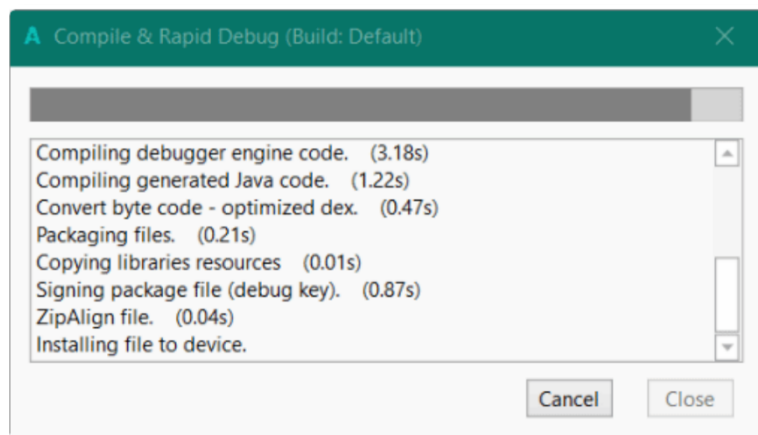 A Compile & Rapid Debug (Build: Default)
Compiling debugger engine code. (3.18s)
Compiling generated Java code. (1.22s)
Convert byte code - optimized dex. (0.47s)
Packaging files. (0.21s)
Copying libraries resources (0.01s)
Signing package file (debug key). (0.87s)
ZipAlign file. (0.04s)
Installing file to device.
Cancel Close